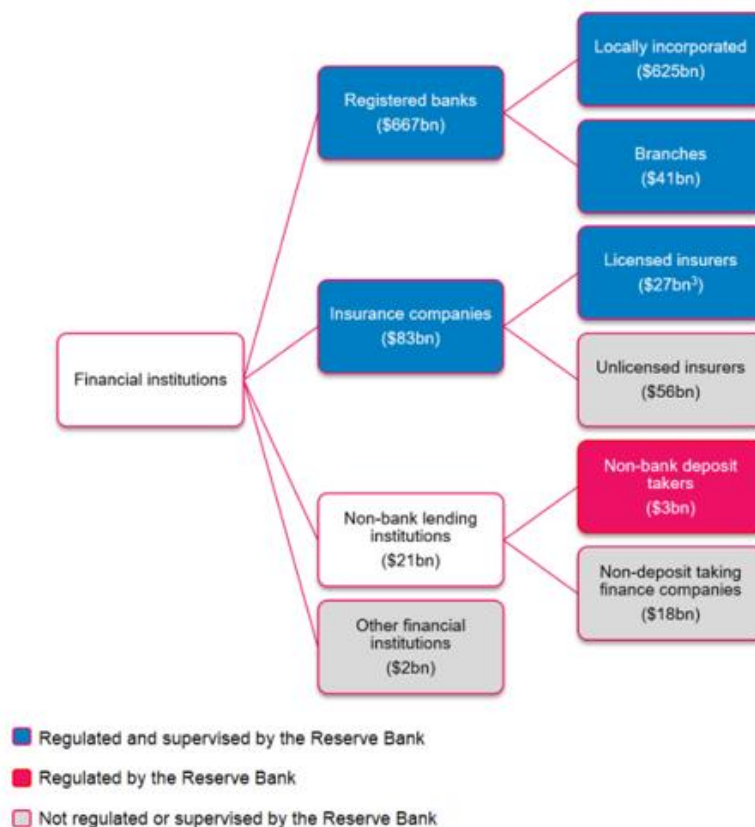 Locally incorporated
($625bn)
Registered banks
($667bn)
Branches
($41bn)
Licensed insurers
($27bn³)
Insurance companies
($83bn)
Unlicensed insurers
($56bn)
Financial institutions
Non-bank deposit
takers
($3bn)
Non-bank lending
institutions
($21bn)
Non-deposit taking
finance companies
($18bn)
Other financial
institutions
($2bn)
Regulated and supervised by the Reserve Bank
Regulated by the Reserve Bank
Not regulated or supervised by the Reserve Bank